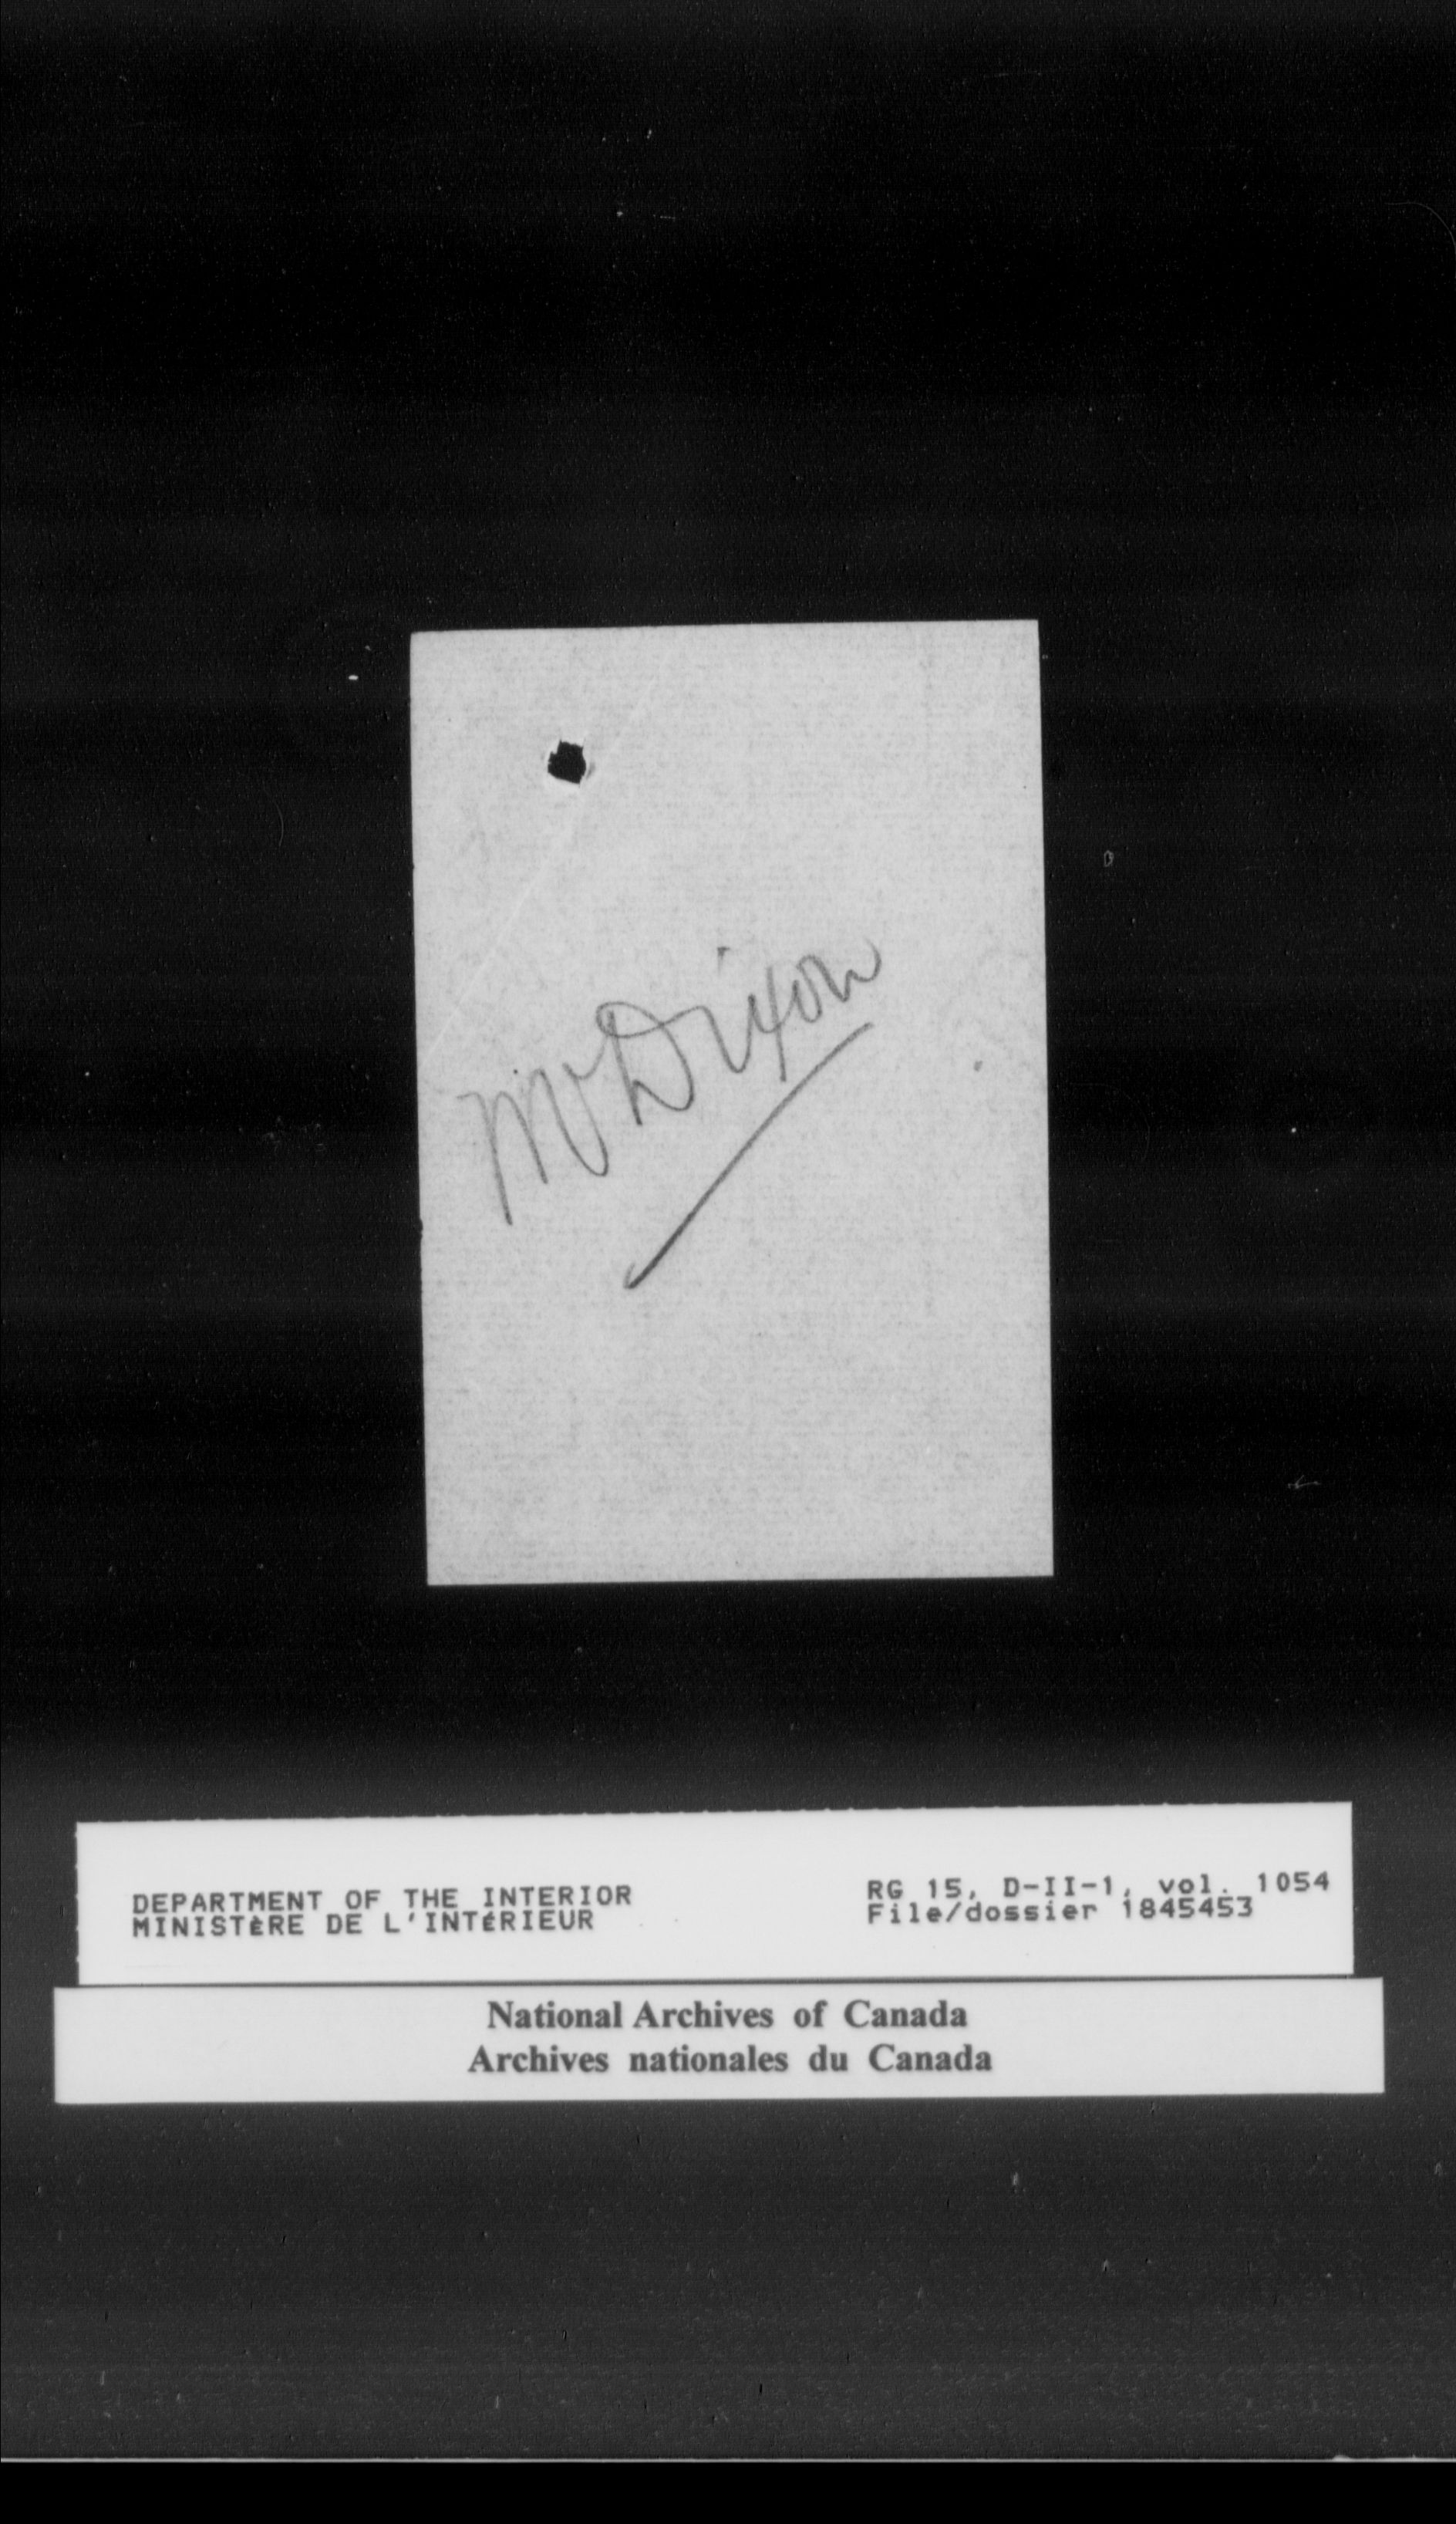 Mr Dixon
DEPARTMENT OF THE INTERIOR
MINISTÈRE DE L'INTÉRIEUR
RG 15, D-II-1, vol. 1054
File/dossier 1845453
National Archives of Canada
Archives nationales du Canada